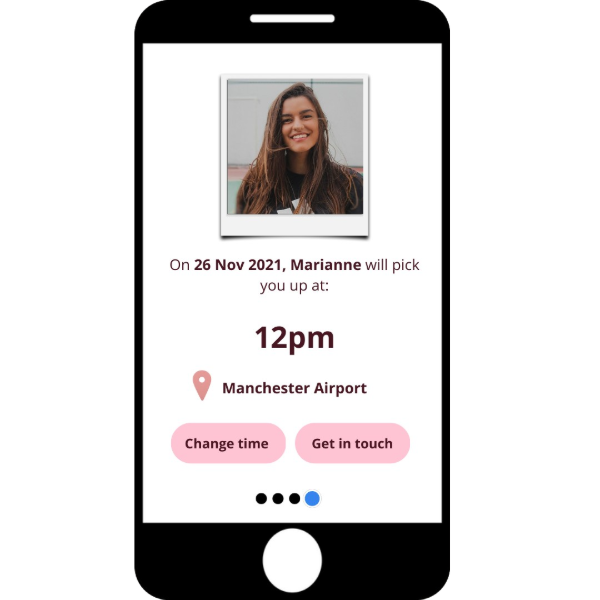 On 26 Nov 2021, Marianne will pick
you up at:
12pm
Manchester Airport
Change time
Get in touch